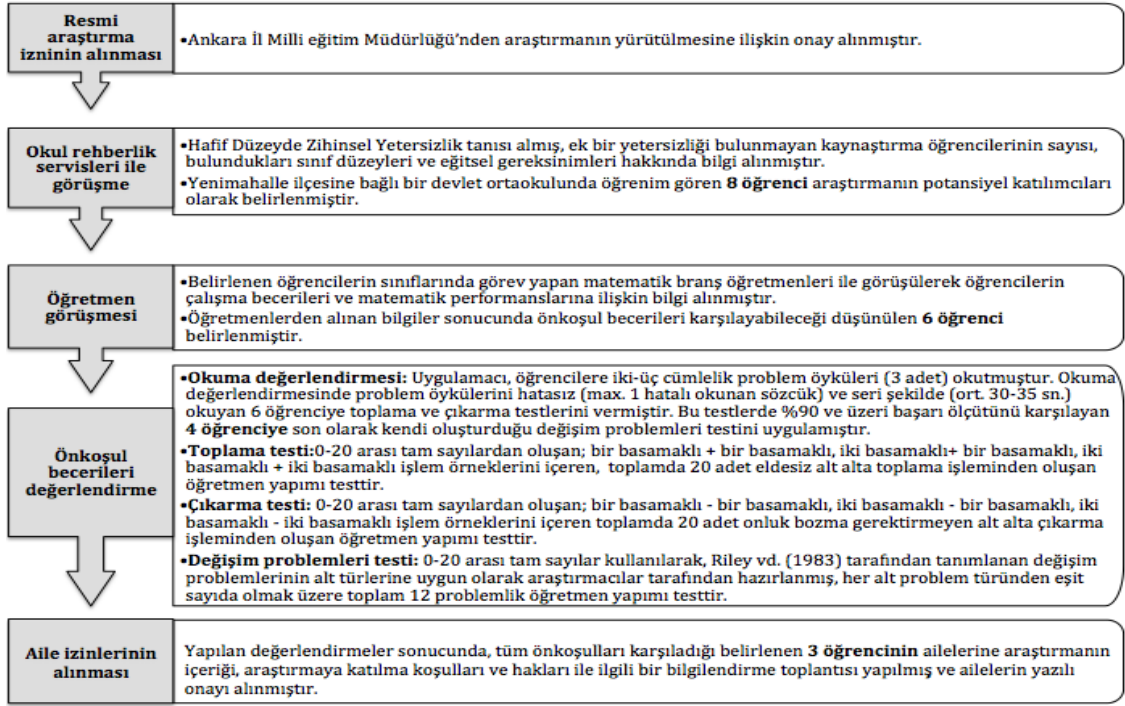 Resmi
araştırma
izninin alınması
•Ankara İl Milli eğitim Müdürlüğü’nden araştırmanın yürütülmesine ilişkin onay alınmıştır.
Okul rehberlik
servisleri ile
görüşme
•Hafif Düzeyde Zihinsel Yetersizlik tanısı almış, ek bir yetersizliği bulunmayan kaynaştırma öğrencilerinin sayısı,
bulundukları sınıf düzeyleri ve eğitsel gereksinimleri hakkında bilgi alınmıştır.
•Yenimahalle ilçesine bağlı bir devlet ortaokulunda öğrenim gören 8 öğrenci araştırmanın potansiyel katılımcıları
olarak belirlenmiştir.
Öğretmen
görüşmesi
•Belirlenen öğrencilerin sınıflarında görev yapan matematik branş öğretmenleri ile görüşülerek öğrencilerin
çalışma becerileri ve matematik performanslarına ilişkin bilgi alınmıştır.
•Öğretmenlerden alınan bilgiler sonucunda önkoşul becerileri karşılayabileceği düşünülen 6 öğrenci
belirlenmiştir.
Önkoşul
becerileri
değerlendirme
•Okuma değerlendirmesi: Uygulamacı, öğrencilere iki-üç cümlelik problem öyküleri (3 adet) okutmuştur. Okuma
değerlendirmesinde problem öykülerini hatasız (max. 1 hatalı okunan sözcük) ve seri şekilde (ort. 30-35 sn.)
okuyan 6 öğrenciye toplama ve çıkarma testlerini vermiştir. Bu testlerde %90 ve üzeri başarı ölçütünü karşılayan
4 öğrenciye son olarak kendi oluşturduğu değişim problemleri testini uygulamıştır.
•Toplama testi:0-20 arası tam sayılardan oluşan; bir basamaklı + bir basamaklı, iki basamaklı+ bir basamaklı, iki
basamaklı + iki basamaklı işlem örneklerini içeren, toplamda 20 adet eldesiz alt alta toplama işleminden oluşan
öğretmen yapımı testtir.
•Çıkarma testi: 0-20 arası tam sayılardan oluşan; bir basamaklı - bir basamaklı, iki basamaklı - bir basamaklı, iki
basamaklı - iki basamaklı işlem örneklerini içeren toplamda 20 adet onluk bozma gerektirmeyen alt alta çıkarma
işleminden oluşan öğretmen yapımı testtir.
•Değişim problemleri testi: 0-20 arası tam sayılar kullanılarak, Riley vd. (1983) tarafından tanımlanan değişim
problemlerinin alt türlerine uygun olarak araştırmacılar tarafından hazırlanmış, her alt problem türünden eşit
sayıda olmak üzere toplam 12 problemlik öğretmen yapımı testtir.
Aile izinlerinin
alınması
Yapılan değerlendirmeler sonucunda, tüm önkoşulları karşıladığı belirlenen 3 öğrencinin ailelerine araştırmanın
içeriği, araştırmaya katılma koşulları ve hakları ile ilgili bir bilgilendirme toplantısı yapılmış ve ailelerin yazılı
onayı alınmıştır.